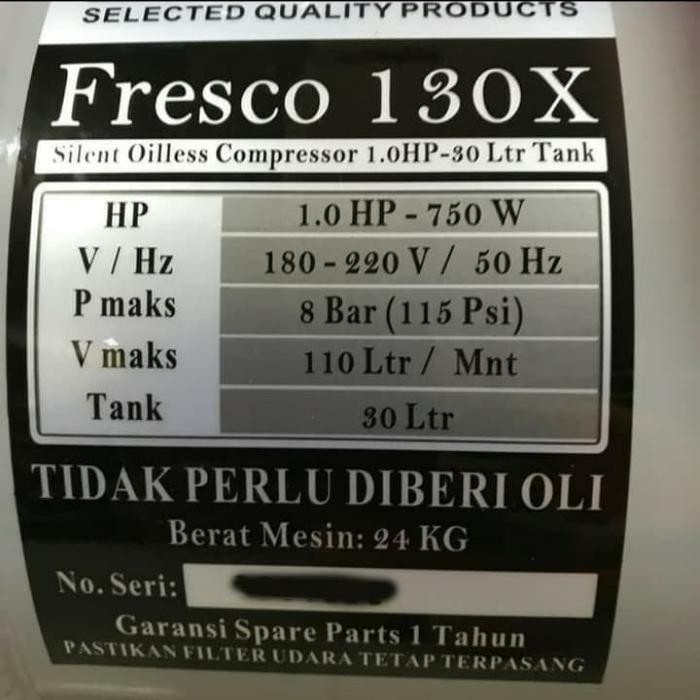 SELECTED QUALITY PRODUCTS
Fresco 130X
Silent Oilless Compressor 1.0HP-30 Ltr Tank
HP 1.0 HP - 750 W
V / Hz 180 - 220 V / 50 Hz
P maks 8 Bar (115 Psi)
V maks 110 Ltr / Mnt
Tank 30 Ltr
TIDAK PERLU DIBERI OLI
Berat Mesin: 24 KG
No. Seri:
Garansi Spare Parts 1 Tahun
PASTIKAN FILTER UDARA TETAP TERPASANG